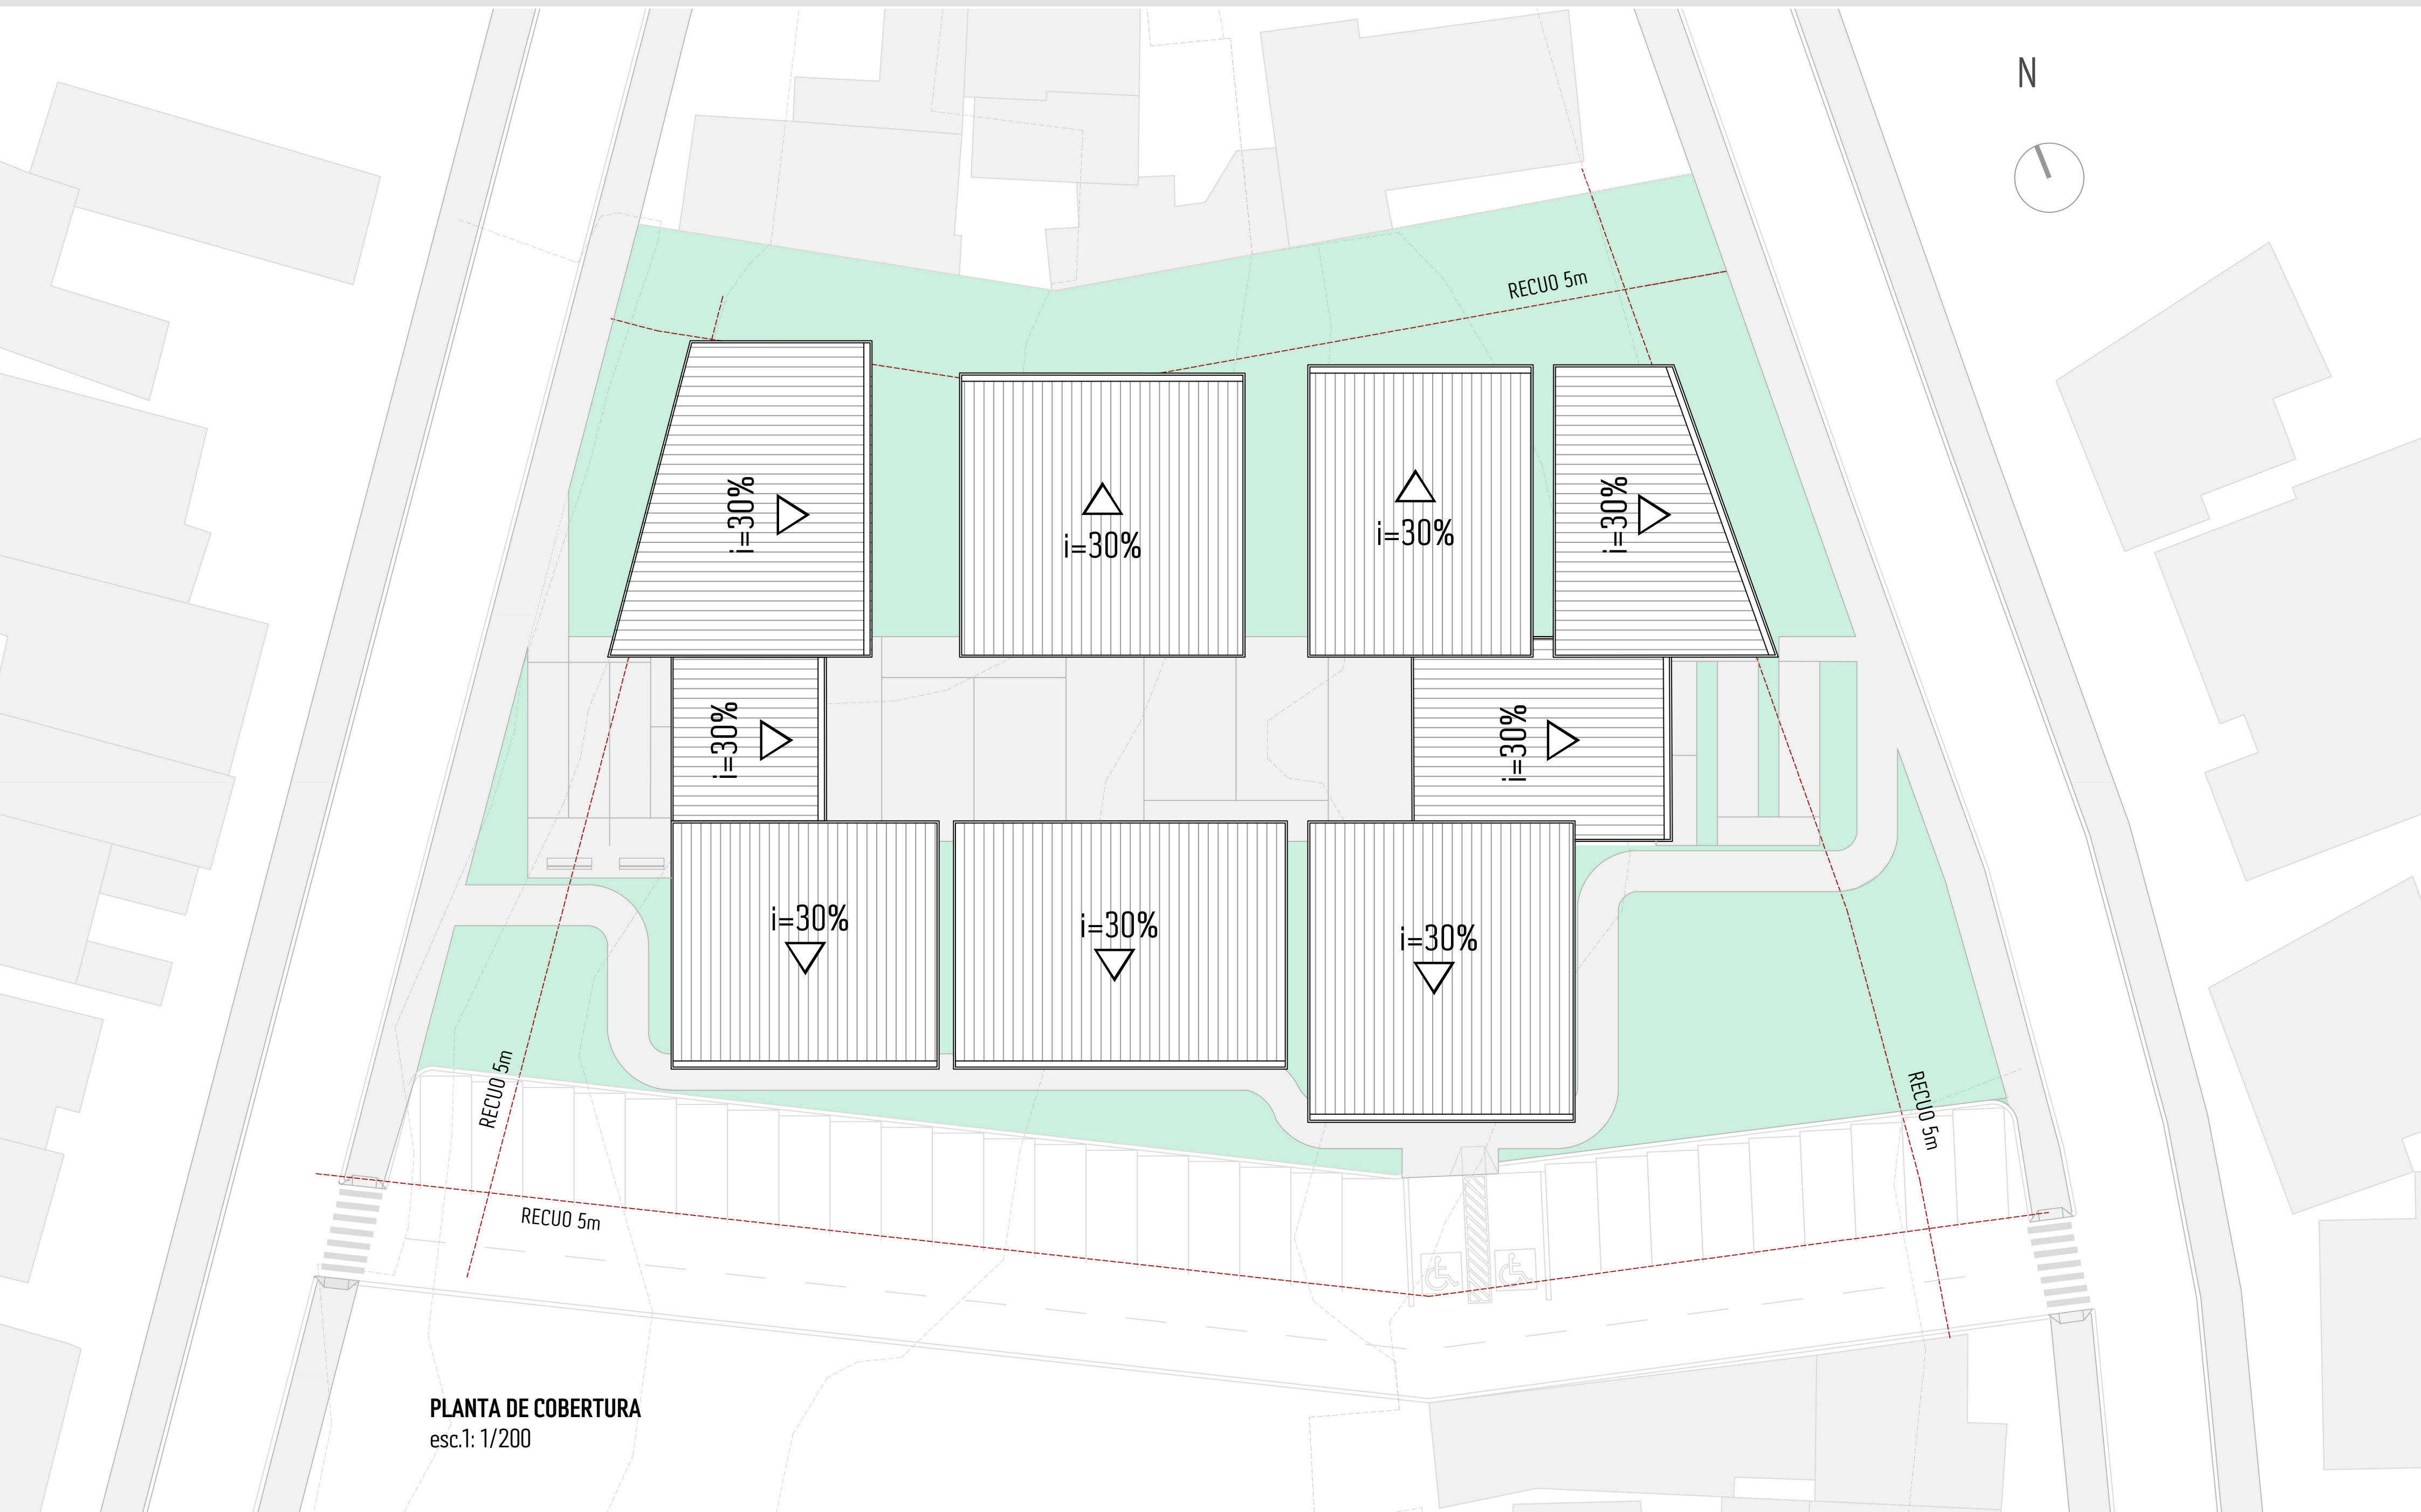 N
RECUO 5m
i=30%
i=30%
i=30%
i=30%
i=30%
i=30%
i=30%
i=30%
i=30%
RECUO 5m
RECUO 5m
RECUO 5m
PLANTA DE COBERTURA
esc.1: 1/200